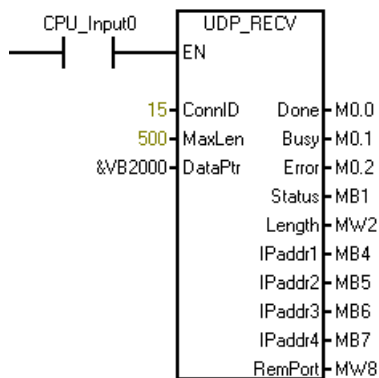 CPU_Input0 UDP_RECV
EN
15 ConnID Done M0.0
500 MaxLen Busy M0.1
&VB2000 DataPtr Error M0.2
Status MB1
Length MW2
IPaddr1 MB4
IPaddr2 MB5
IPaddr3 MB6
IPaddr4 MB7
RemPort MW8